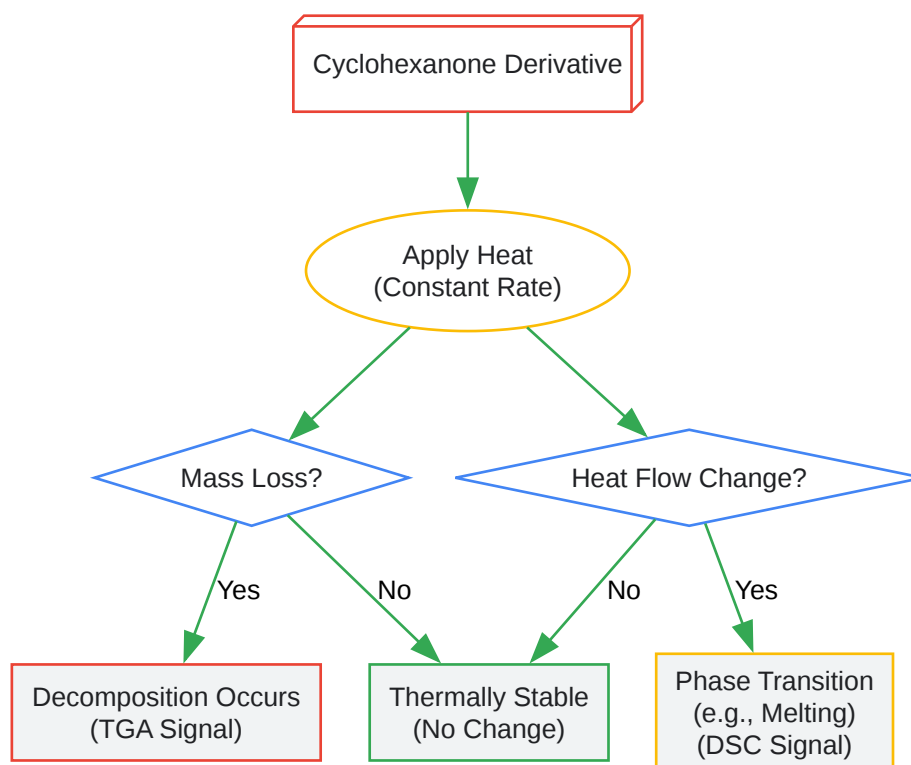 Cyclohexanone Derivative
Apply Heat
(Constant Rate)
Mass Loss?
Heat Flow Change?
Yes
No
No
Yes
Decomposition Occurs
(TGA Signal)
Thermally Stable
(No Change)
Phase Transition
(e.g., Melting)
(DSC Signal)